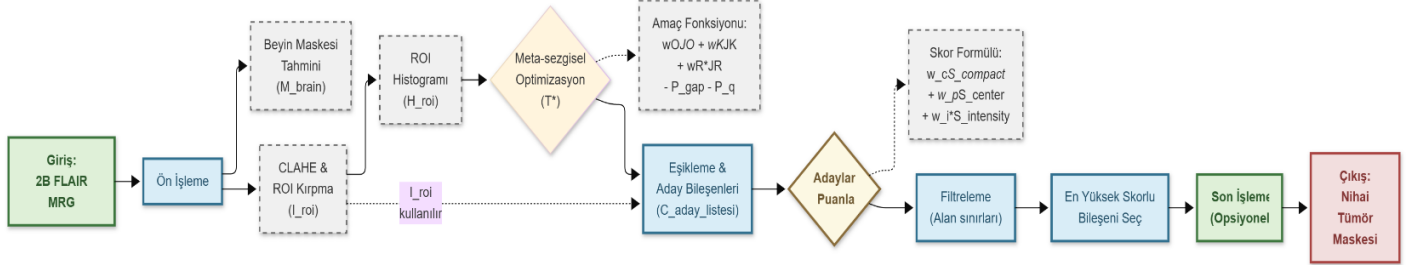 Giriş:
2B FLAIR
MRG
Ön İşleme
Beyin Maskesi
Tahmini
(M_brain)
CLAHE &
ROI Kırpma
(I_roi)
ROI
Histogramı
(H_roi)
I_roi
kullanılır
Meta-sezgisel
Optimizasyon
(T*)
Amaç Fonksiyonu:
wOJO + wKJK
+ wR*JR
- P_gap - P_q
Eşikleme &
Aday Bileşenleri
(C_aday_listesi)
Adayları
Puanla
Skor Formülü:
w_cS_compact
+ w_pS_center
+ w_i*S_intensity
Filtreleme
(Alan sınırları)
En Yüksek Skorlu
Bileşeni Seç
Son İşleme
(Opsiyonel
Çıkış:
Nihai
Tümör
Maskesi